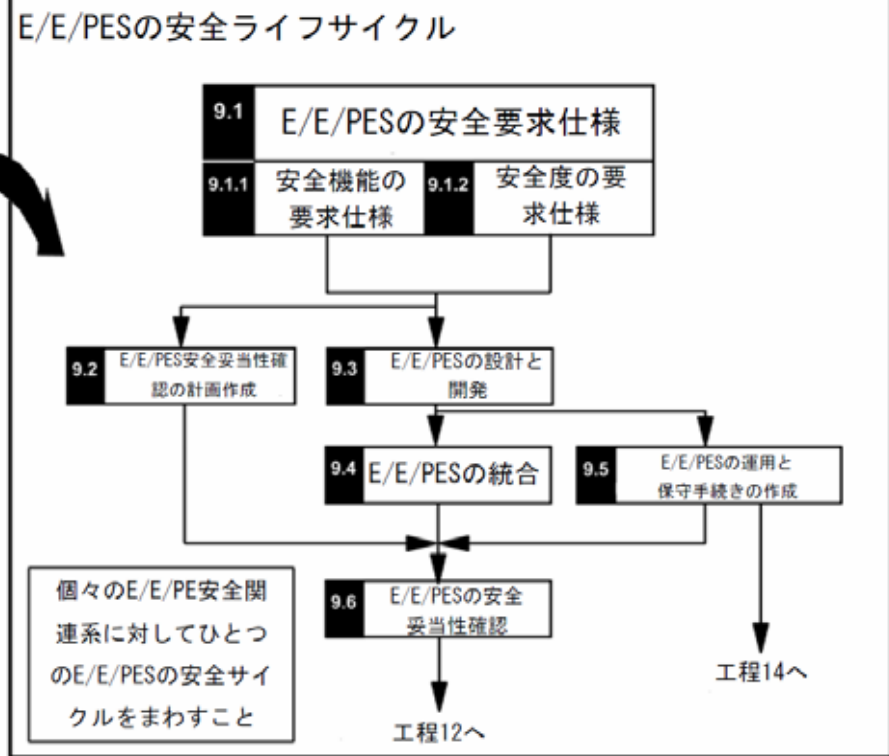 E/E/PESの安全ライフサイクル
9.1
E/E/PESの安全要求仕様
9.1.1
安全機能の
要求仕様
9.1.2
安全度の要
求仕様
9.2
E/E/PES安全妥当性確
認の計画作成
9.3
E/E/PESの設計と
開発
9.4
E/E/PESの統合
9.5
E/E/PESの運用と
保守手続きの作成
9.6
E/E/PESの安全
妥当性確認
個々のE/E/PE安全関
連系に対してひとつ
のE/E/PESの安全サイ
クルをまわすこと
工程14へ
工程12へ